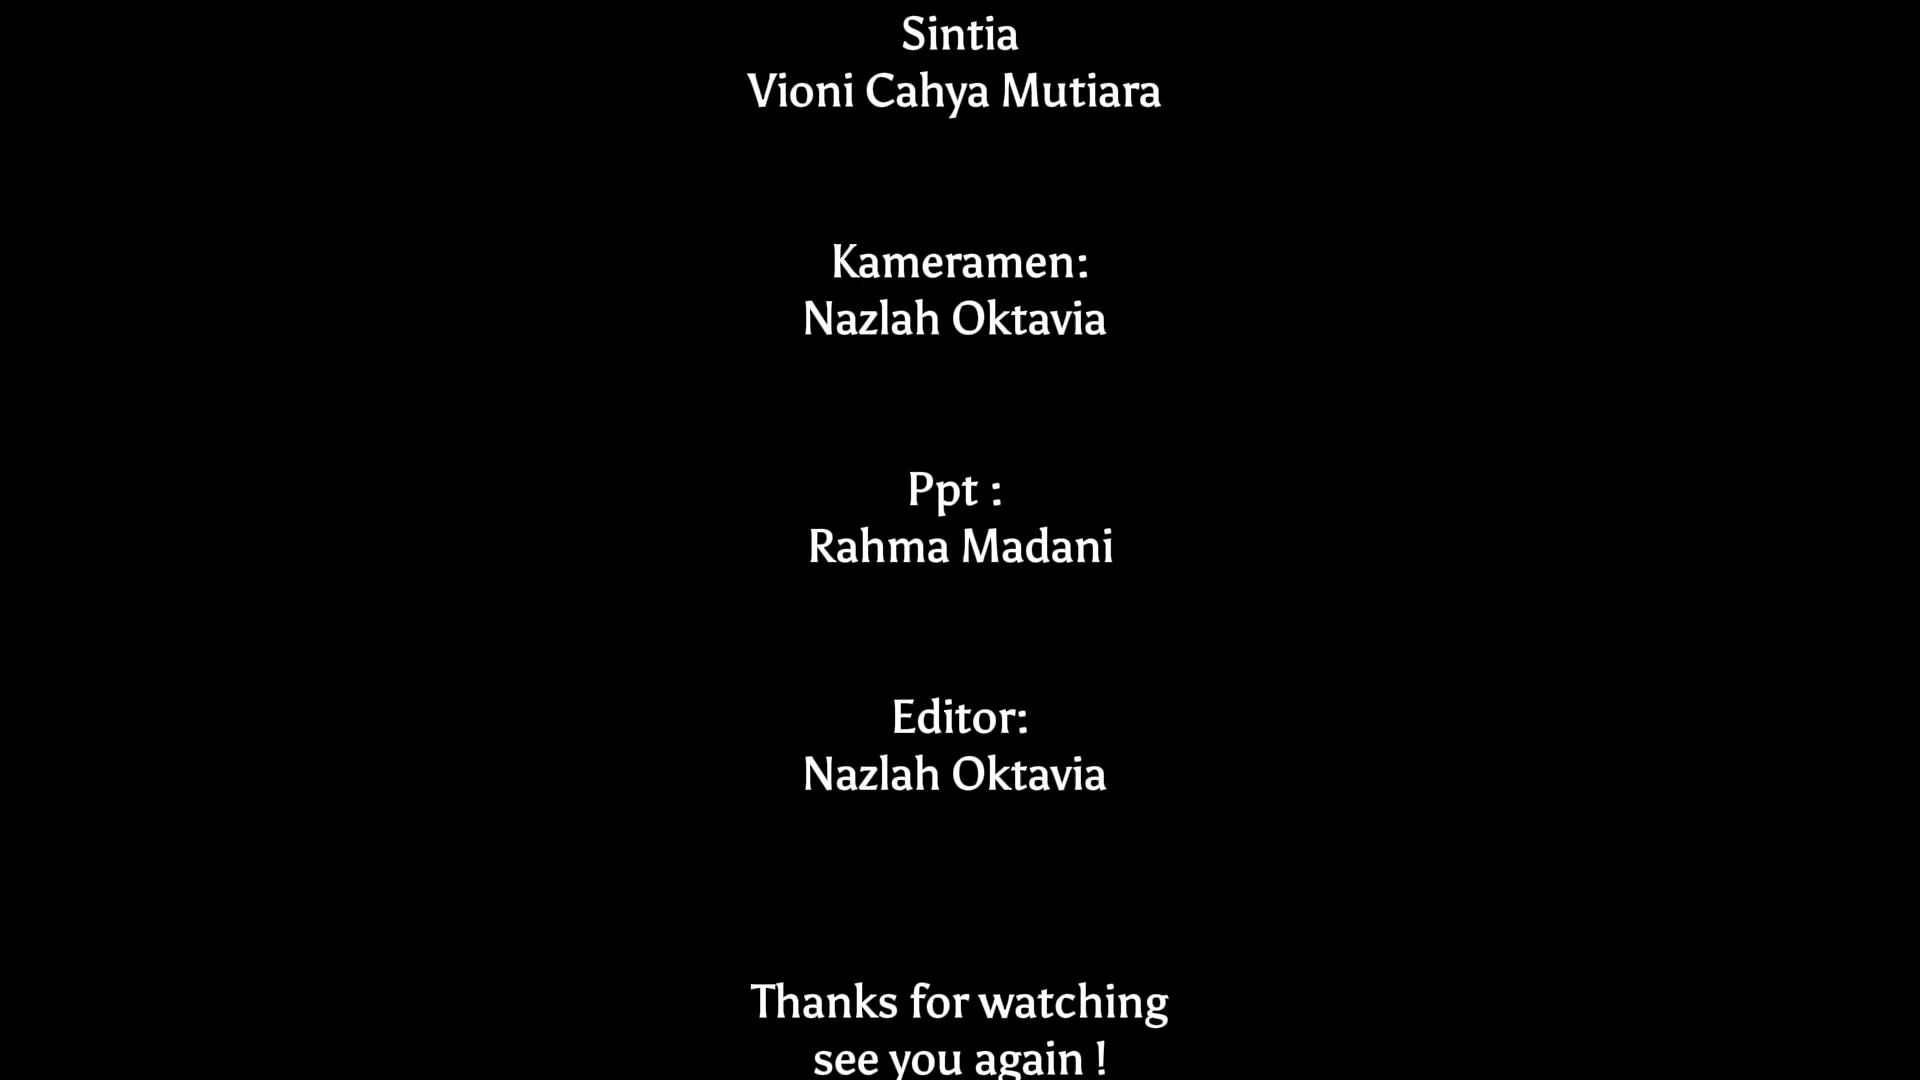 Sintia
Vioni Cahya Mutiara
Kameramen:
Nazlah Oktavia
Ppt :
Rahma Madani
Editor:
Nazlah Oktavia
Thanks for watching
see you again !